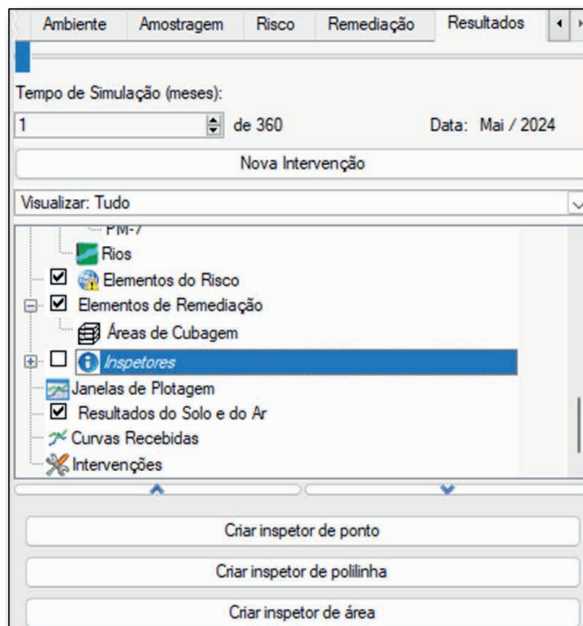 Ambiente Amostragem Risco Remediação Resultados
Tempo de Simulação (meses):
1 de 360 Data: Mai / 2024
Nova Intervenção
Visualizar: Tudo
PM-7
Rios
Elementos do Risco
Elementos de Remediação
Áreas de Cubagem
Inspetores
Janelas de Plotagem
Resultados do Solo e do Ar
Curvas Recebidas
Intervenções
Criar inspetor de ponto
Criar inspetor de polilinha
Criar inspetor de área